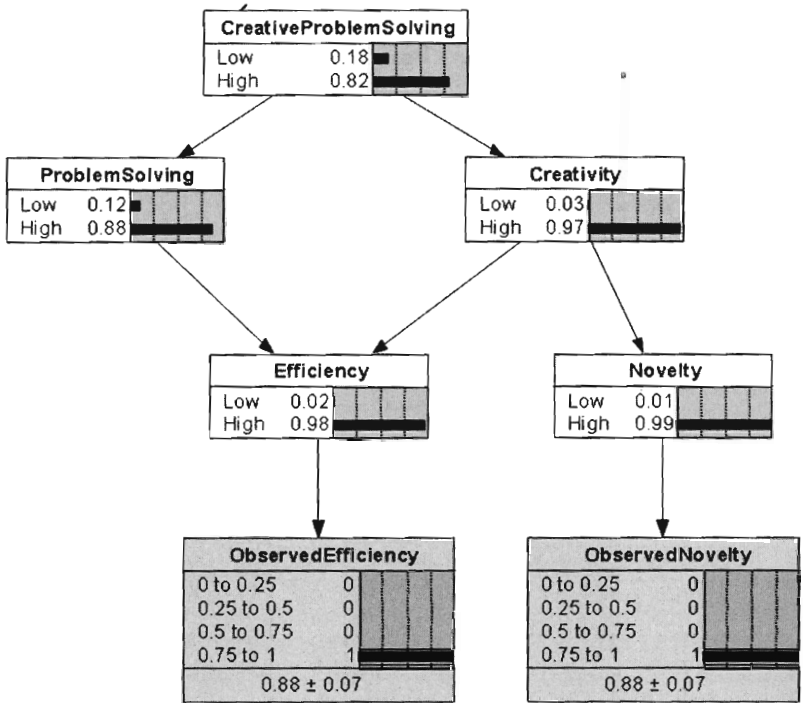 CreativeProblemSolving
Low 0.18
High 0.82
ProblemSolving
Low 0.12
High 0.88
Creativity
Low 0.03
High 0.97
Efficiency
Low 0.02
High 0.98
Novelty
Low 0.01
High 0.99
ObservedEfficiency
0 to 0.25 0
0.25 to 0.5 0
0.5 to 0.75 0
0.75 to 1 1
0.88 ± 0.07
ObservedNovelty
0 to 0.25 0
0.25 to 0.5 0
0.5 to 0.75 0
0.75 to 1 1
0.88 ± 0.07